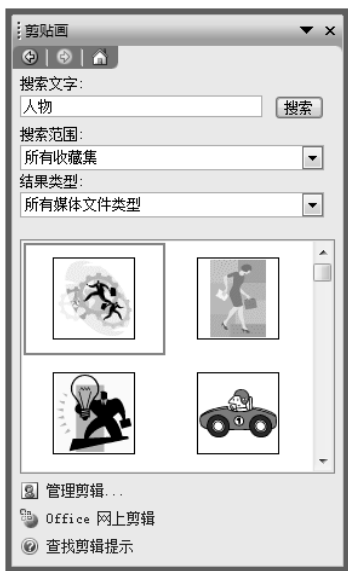 剪贴画
搜索文字:
人物
搜索
搜索范围:
所有收藏集
结果类型:
所有媒体文件类型
1
管理剪辑...
Office 网上剪辑
查找剪辑提示